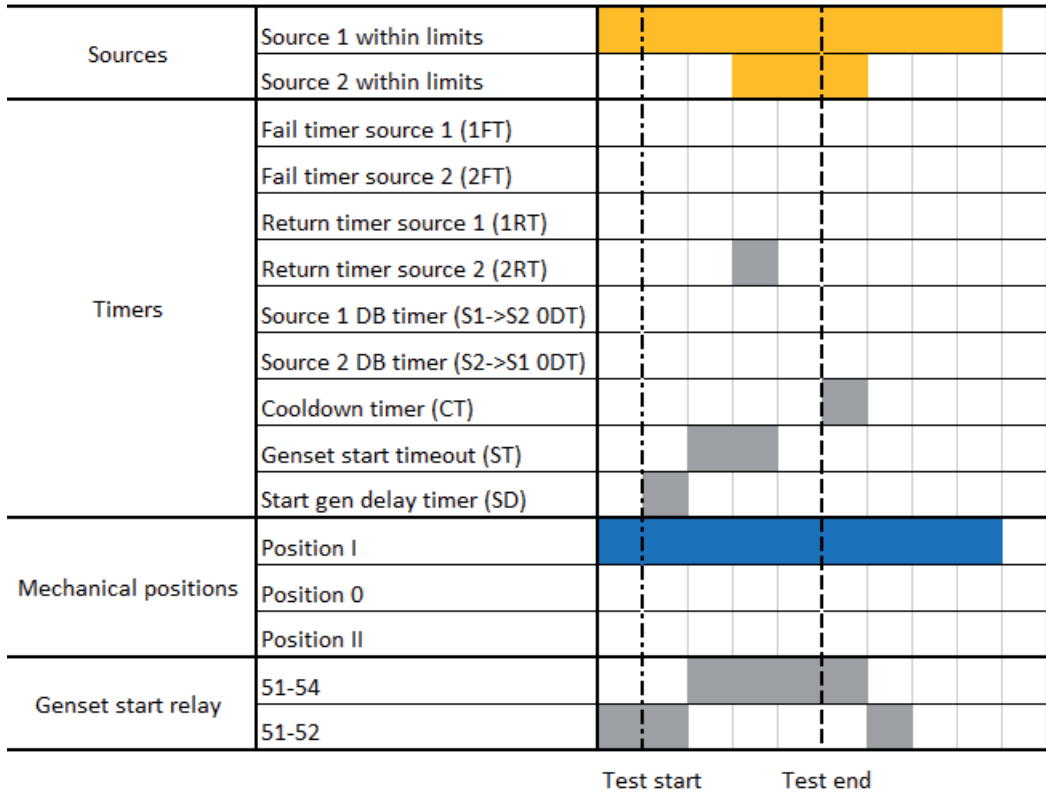 Sources
Source 1 within limits
Source 2 within limits
Timers
Fail timer source 1 (1FT)
Fail timer source 2 (2FT)
Return timer source 1 (1RT)
Return timer source 2 (2RT)
Source 1 DB timer (S1->S2 0DT)
Source 2 DB timer (S2->S1 0DT)
Cooldown timer (CT)
Genset start timeout (ST)
Start gen delay timer (SD)
Mechanical positions
Position I
Position 0
Position II
Genset start relay
51-54
51-52
Test start Test end